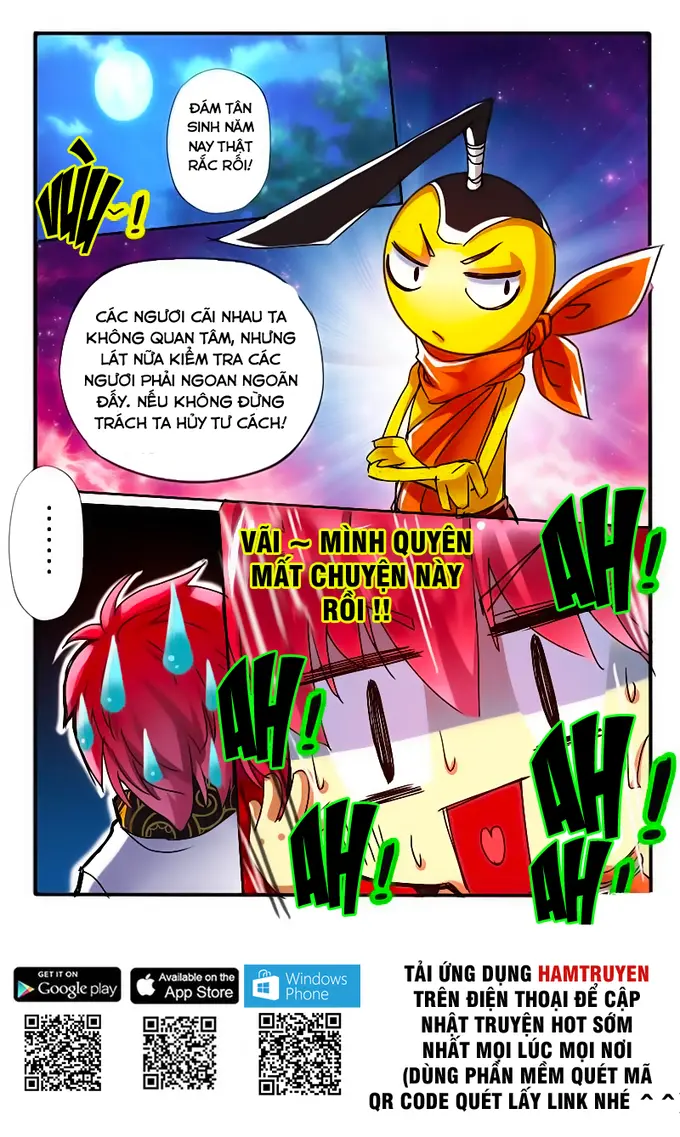 ĐÁM TÂN
SINH NĂM
NAY THẬT
RẮC RỐI!
VHÙ ~ !
CÁC NGƯƠI CÃI NHAU TA
KHÔNG QUAN TÂM, NHƯNG
LÁT NỮA KIỂM TRA CÁC
NGƯƠI PHẢI NGOAN NGOÃN
ĐẤY. NẾU KHÔNG ĐỪNG
TRÁCH TA HỦY TƯ CÁCH!
......
VÃI ~ MÌNH QUÊN
MẤT CHUYỆN NÀY
RỒI !!
AH!
AH!
AH!
AH!
AH!
GET IT ON
Google play
Available on the
App Store
Windows
Phone
TẢI ỨNG DỤNG HAMTRUYEN
TRÊN ĐIỆN THOẠI ĐỂ CẬP
NHẬT TRUYỆN HOT SỚM
NHẤT MỌI LÚC MỌI NƠI
(DÙNG PHẦN MỀM QUÉT MÃ
QR CODE QUÉT LẤY LINK NHÉ ^ ^)